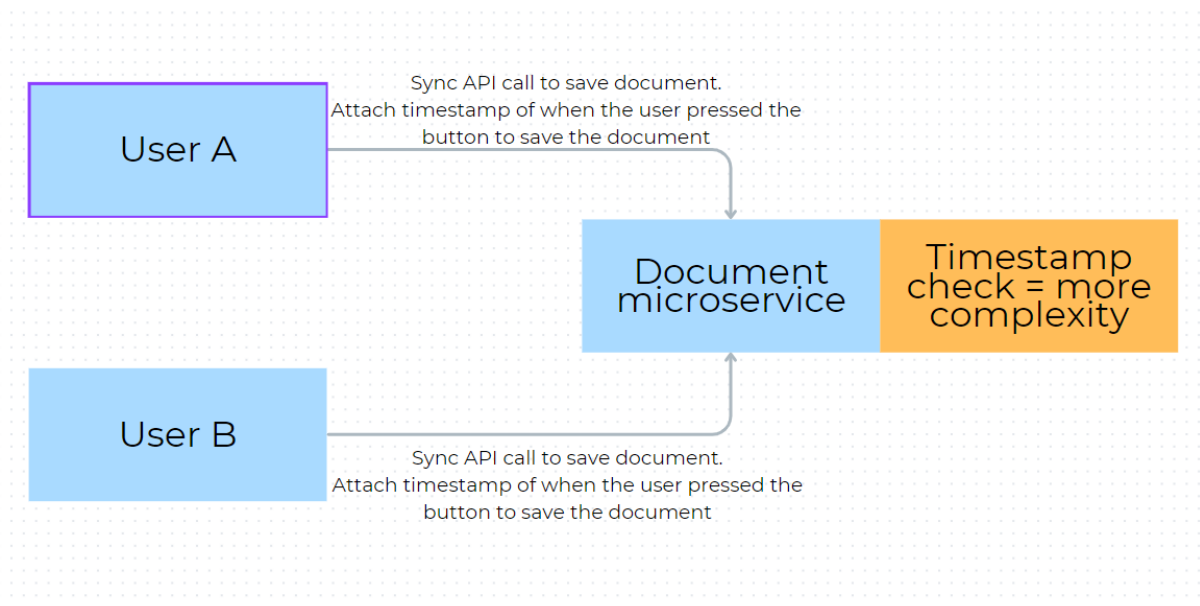 Sync API call to save document.
Attach timestamp of when the user pressed the
button to save the document
User A
Document
microservice
Timestamp
check = more
complexity
User B
Sync API call to save document.
Attach timestamp of when the user pressed the
button to save the document